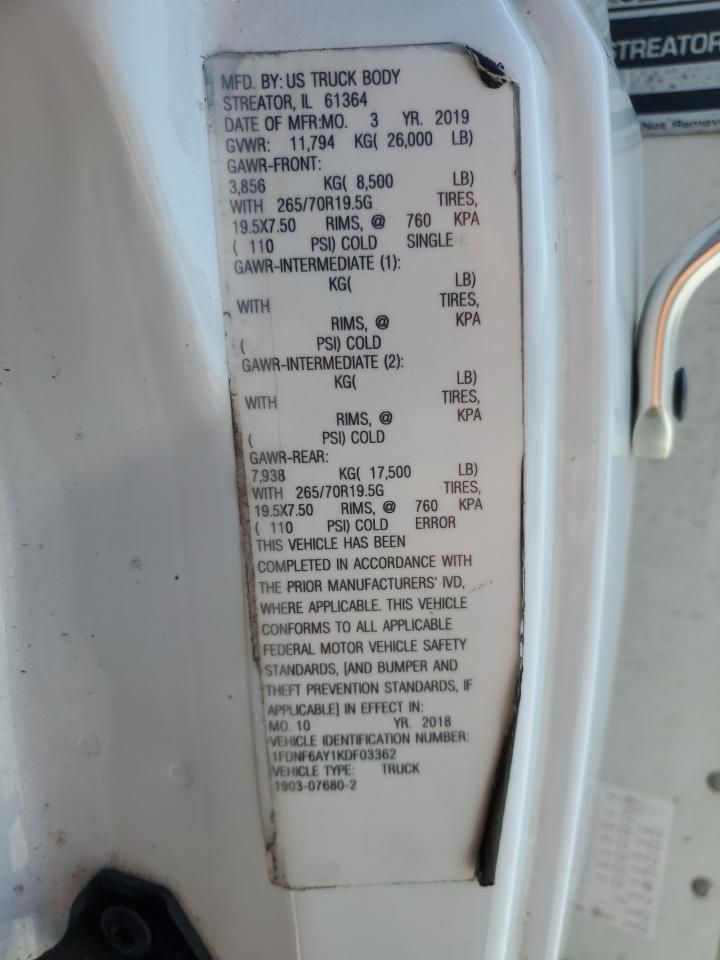 MFD. BY: US TRUCK BODY
STREATOR, IL 61364
DATE OF MFR:MO. 3 YR. 2019
GVWR: 11,794 KG( 26,000 LB)
GAWR-FRONT:
3,856 KG( 8,500 LB)
WITH 265/70R19.5G TIRES,
19.5X7.50 RIMS, @ 760 KPA
( 110 PSI) COLD SINGLE
GAWR-INTERMEDIATE (1):
KG( LB)
WITH TIRES,
RIMS, @ KPA
( PSI) COLD
GAWR-INTERMEDIATE (2):
KG( LB)
WITH TIRES,
RIMS, @ KPA
( PSI) COLD
GAWR-REAR:
7,938 KG( 17,500 LB)
WITH 265/70R19.5G TIRES,
19.5X7.50 RIMS, @ 760 KPA
( 110 PSI) COLD ERROR
THIS VEHICLE HAS BEEN
COMPLETED IN ACCORDANCE WITH
THE PRIOR MANUFACTURERS' IVD,
WHERE APPLICABLE. THIS VEHICLE
CONFORMS TO ALL APPLICABLE
FEDERAL MOTOR VEHICLE SAFETY
STANDARDS, [AND BUMPER AND
THEFT PREVENTION STANDARDS, IF
APPLICABLE] IN EFFECT IN:
MO. 10 YR. 2018
VEHICLE IDENTIFICATION NUMBER:
1FDNF6AY1KDF03362
VEHICLE TYPE: TRUCK
1903-07680-2
STREATOR
Not Remove